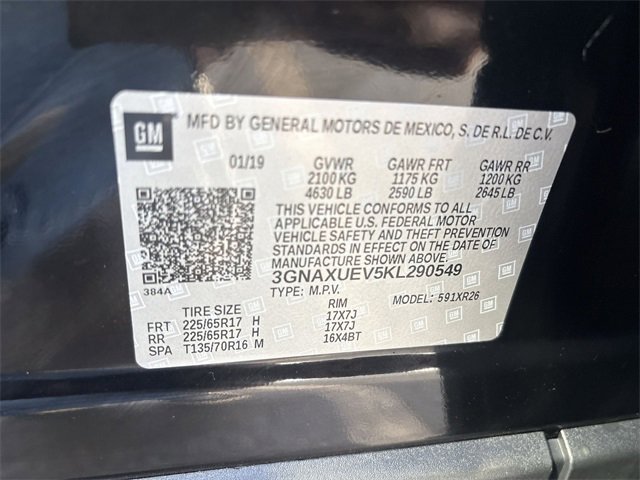 GM MFD BY GENERAL MOTORS DE MEXICO, S. DE R.L. DE C.V.
01/19 GVWR GAWR FRT GAWR RR
2100 KG 1175 KG 1200 KG
4630 LB 2590 LB 2645 LB
THIS VEHICLE CONFORMS TO ALL
APPLICABLE U.S. FEDERAL MOTOR
VEHICLE SAFETY AND THEFT PREVENTION
STANDARDS IN EFFECT ON THE DATE OF
MANUFACTURE SHOWN ABOVE.
384A 3GNAXUEV5KL290549
TYPE: M.P.V. MODEL: 591XR26
TIRE SIZE RIM
FRT 225/65R17 H 17X7J
RR 225/65R17 H 17X7J
SPA T135/70R16 M 16X4BT